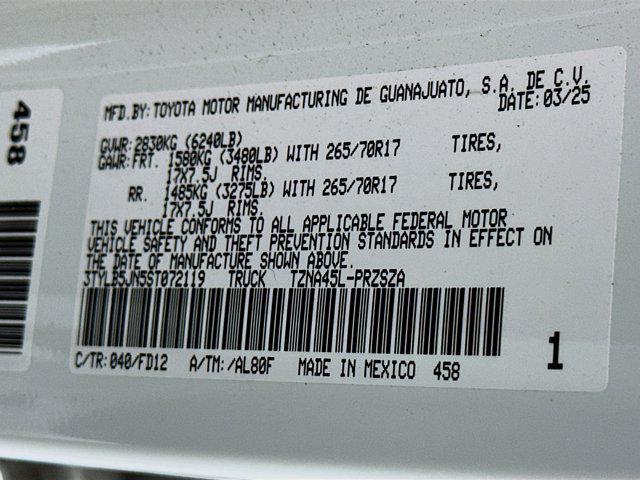 458
MFD.BY:TOYOTA MOTOR MANUFACTURING DE GUANAJUATO, S.A. DE C.V.
DATE:03/25
GVWR:2830KG (6240LB)
GAWR:FRT. 1580KG (3480LB) WITH 265/70R17 TIRES,
17X7.5J RIMS.
RR. 1485KG (3275LB) WITH 265/70R17 TIRES,
17X7.5J RIMS.
THIS VEHICLE CONFORMS TO ALL APPLICABLE FEDERAL MOTOR
VEHICLE SAFETY AND THEFT PREVENTION STANDARDS IN EFFECT ON
THE DATE OF MANUFACTURE SHOWN ABOVE.
3TYLB5JN5ST072119 TRUCK TZNA45L-PRZSZA
C/TR:040/FD12 A/TM:/AL80F MADE IN MEXICO 458
1